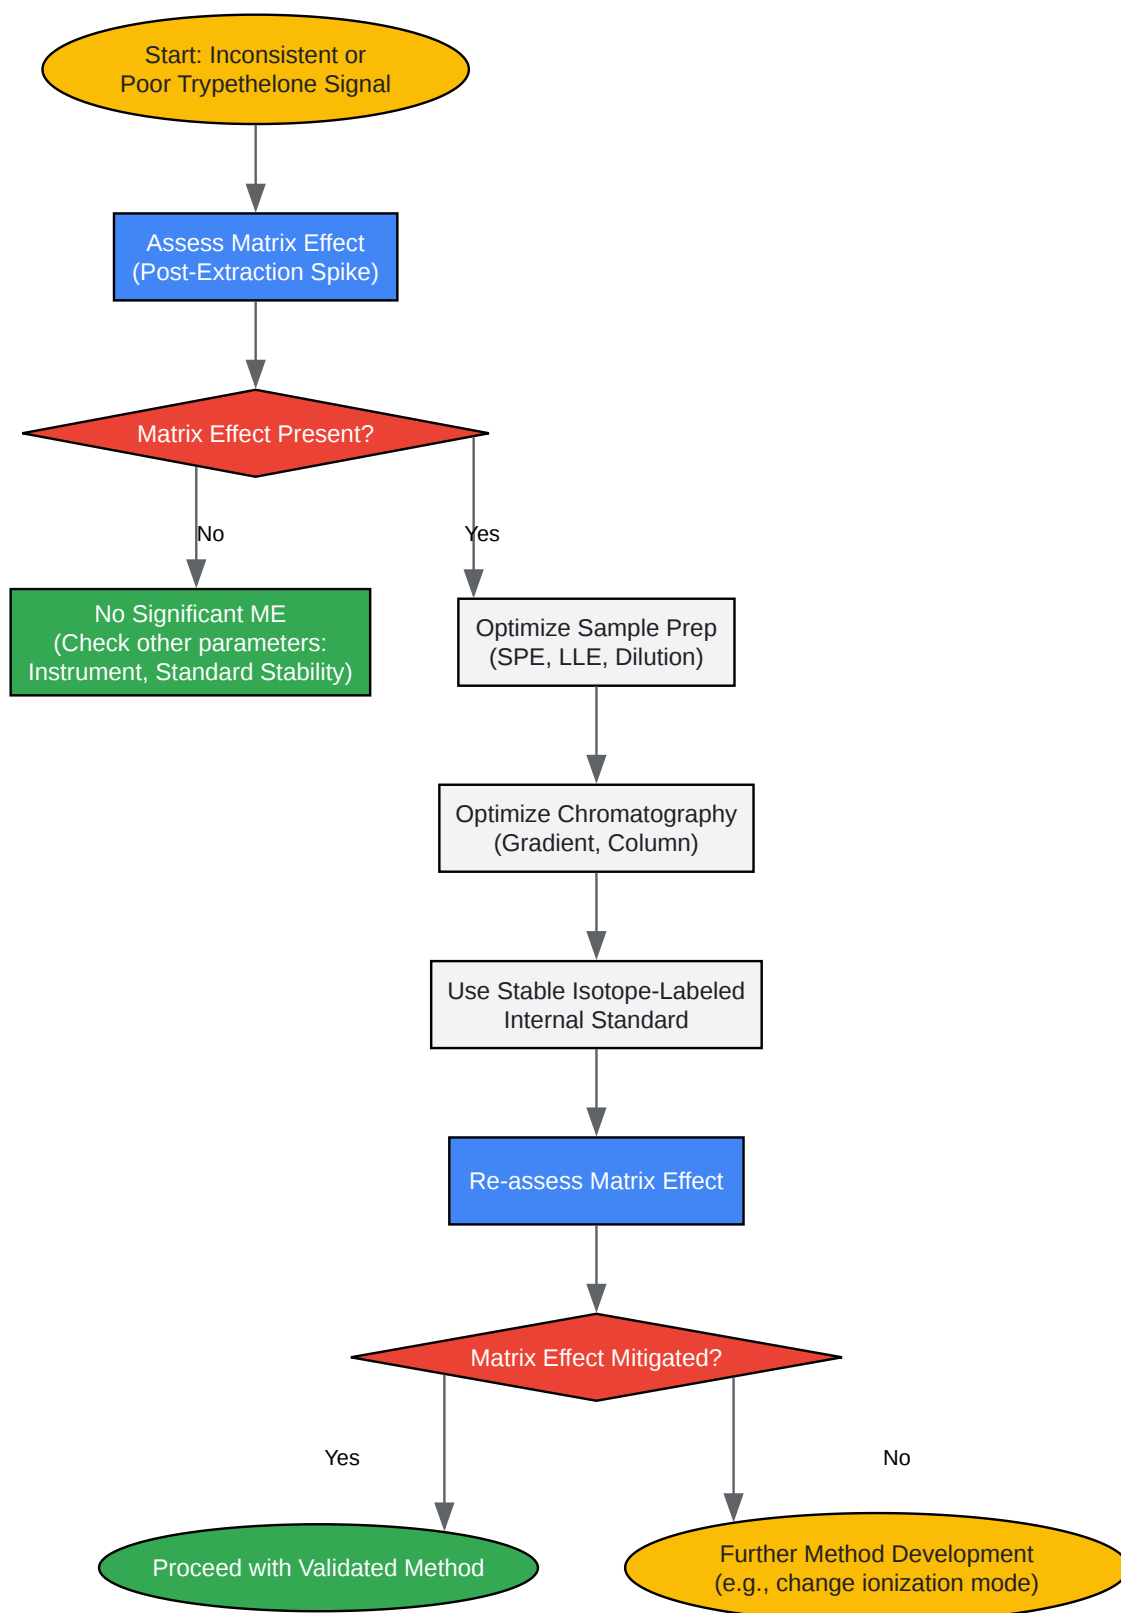 Start: Inconsistent or
Poor Trypethelone Signal
Assess Matrix Effect
(Post-Extraction Spike)
Matrix Effect Present?
No
Yes
No Significant ME
(Check other parameters:
Instrument, Standard Stability)
Optimize Sample Prep
(SPE, LLE, Dilution)
Optimize Chromatography
(Gradient, Column)
Use Stable Isotope-Labeled
Internal Standard
Re-assess Matrix Effect
Matrix Effect Mitigated?
Yes
No
Proceed with Validated Method
Further Method Development
(e.g., change ionization mode)